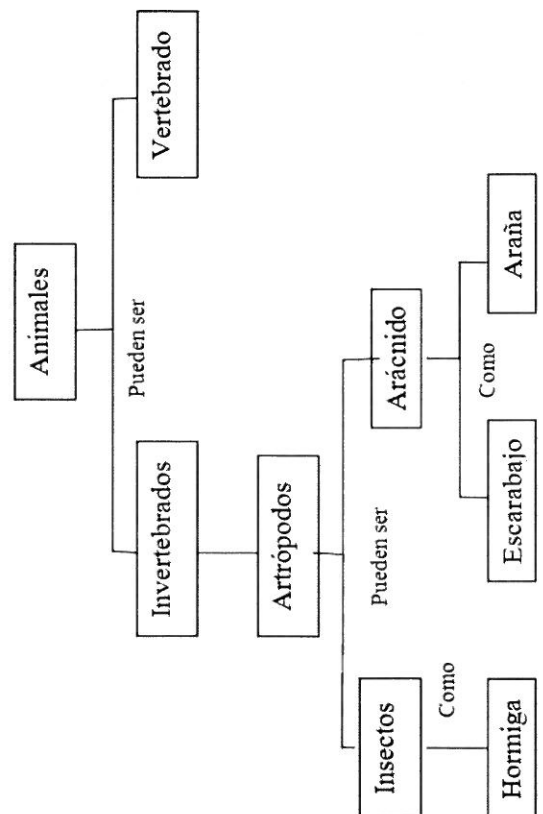 Animales
Pueden ser
Invertebrados
Vertebrado
Artrópodos
Pueden ser
Insectos
Arácnido
Como
Como
Hormiga
Escarabajo
Araña